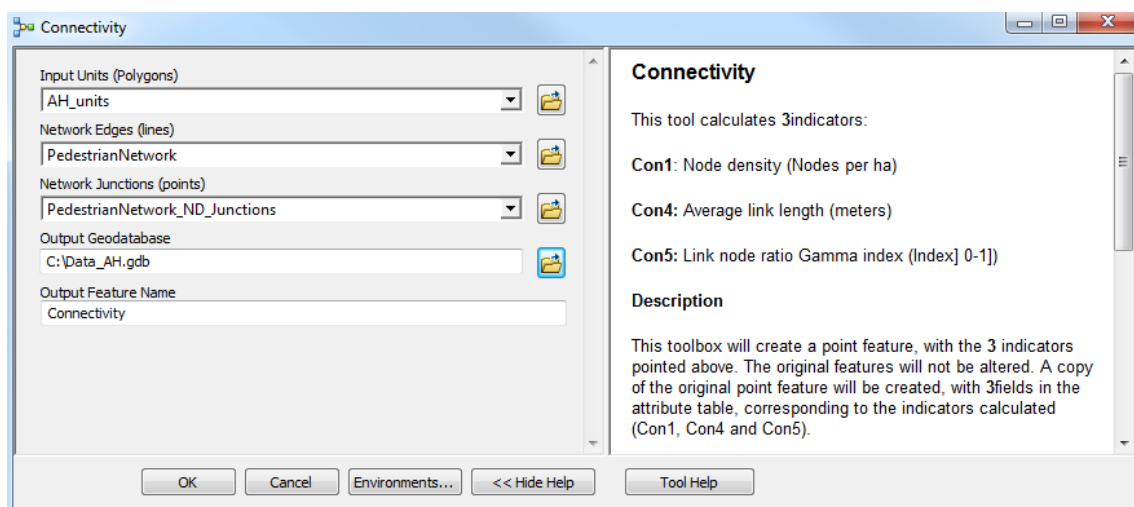 Connectivity
Input Units (Polygons)
AH_units
Network Edges (lines)
PedestrianNetwork
Network Junctions (points)
PedestrianNetwork_ND_Junctions
Output Geodatabase
C:\Data_AH.gdb
Output Feature Name
Connectivity
Connectivity
This tool calculates 3indicators:
Con1: Node density (Nodes per ha)
Con4: Average link length (meters)
Con5: Link node ratio Gamma index (Index] 0-1])
Description
This toolbox will create a point feature, with the 3 indicators
pointed above. The original features will not be altered. A copy
of the original point feature will be created, with 3fields in the
attribute table, corresponding to the indicators calculated
(Con1, Con4 and Con5).
OK
Cancel
Environments...
<< Hide Help
Tool Help